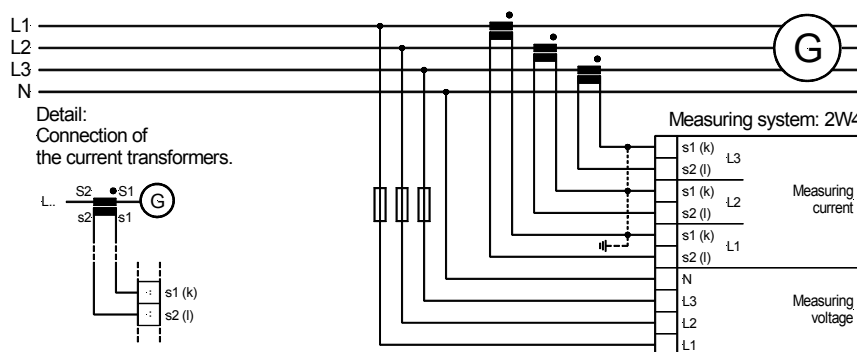 L1
L2
L3
N
G
Detail:
Connection of
the current transformers.
S2 S1
L..
G
s2 s1
s1 (k)
s2 (l)
Measuring system: 2W4
s1 (k)
L3
s2 (l)
s1 (k)
L2
s2 (l)
s1 (k)
L1
s2 (l)
Measuring
current
N
L3
L2
L1
Measuring
voltage